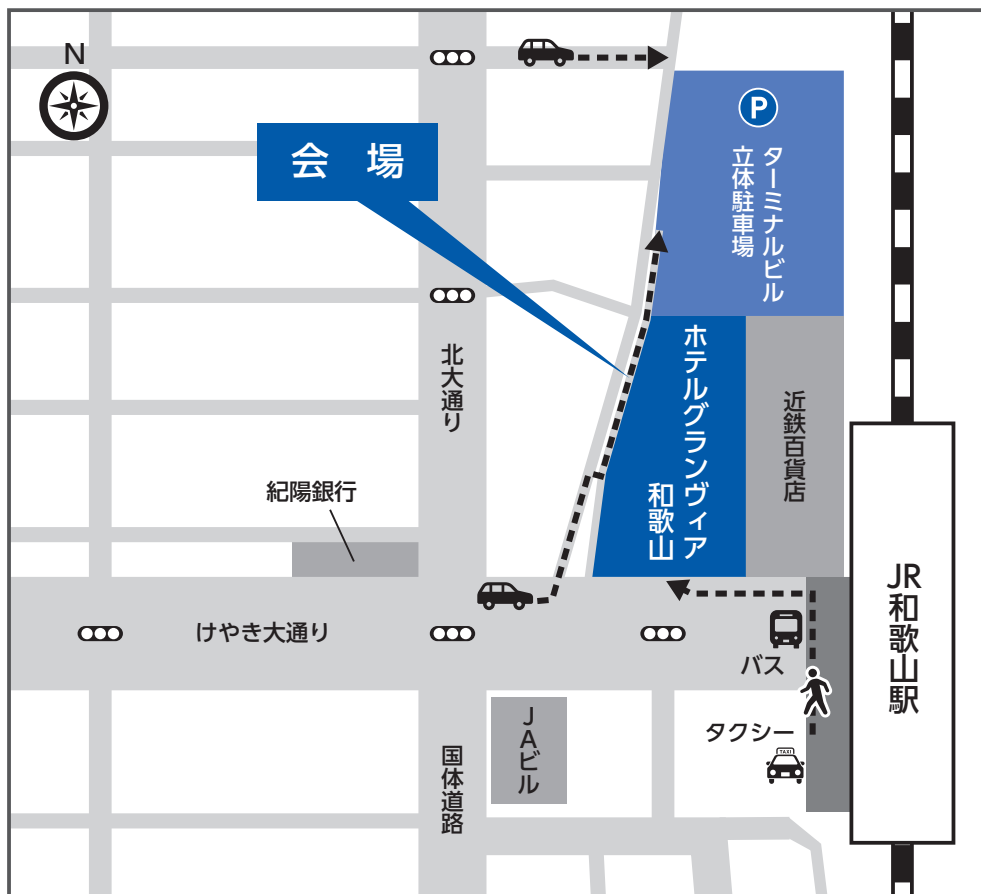 N
会 場
P
ターミナルビル
立体駐車場
北大通り
ホテルグランヴィア
和歌山
近鉄百貨店
紀陽銀行
JR和歌山駅
けやき大通り
バス
タクシー
TAXI
JAビル
国体道路